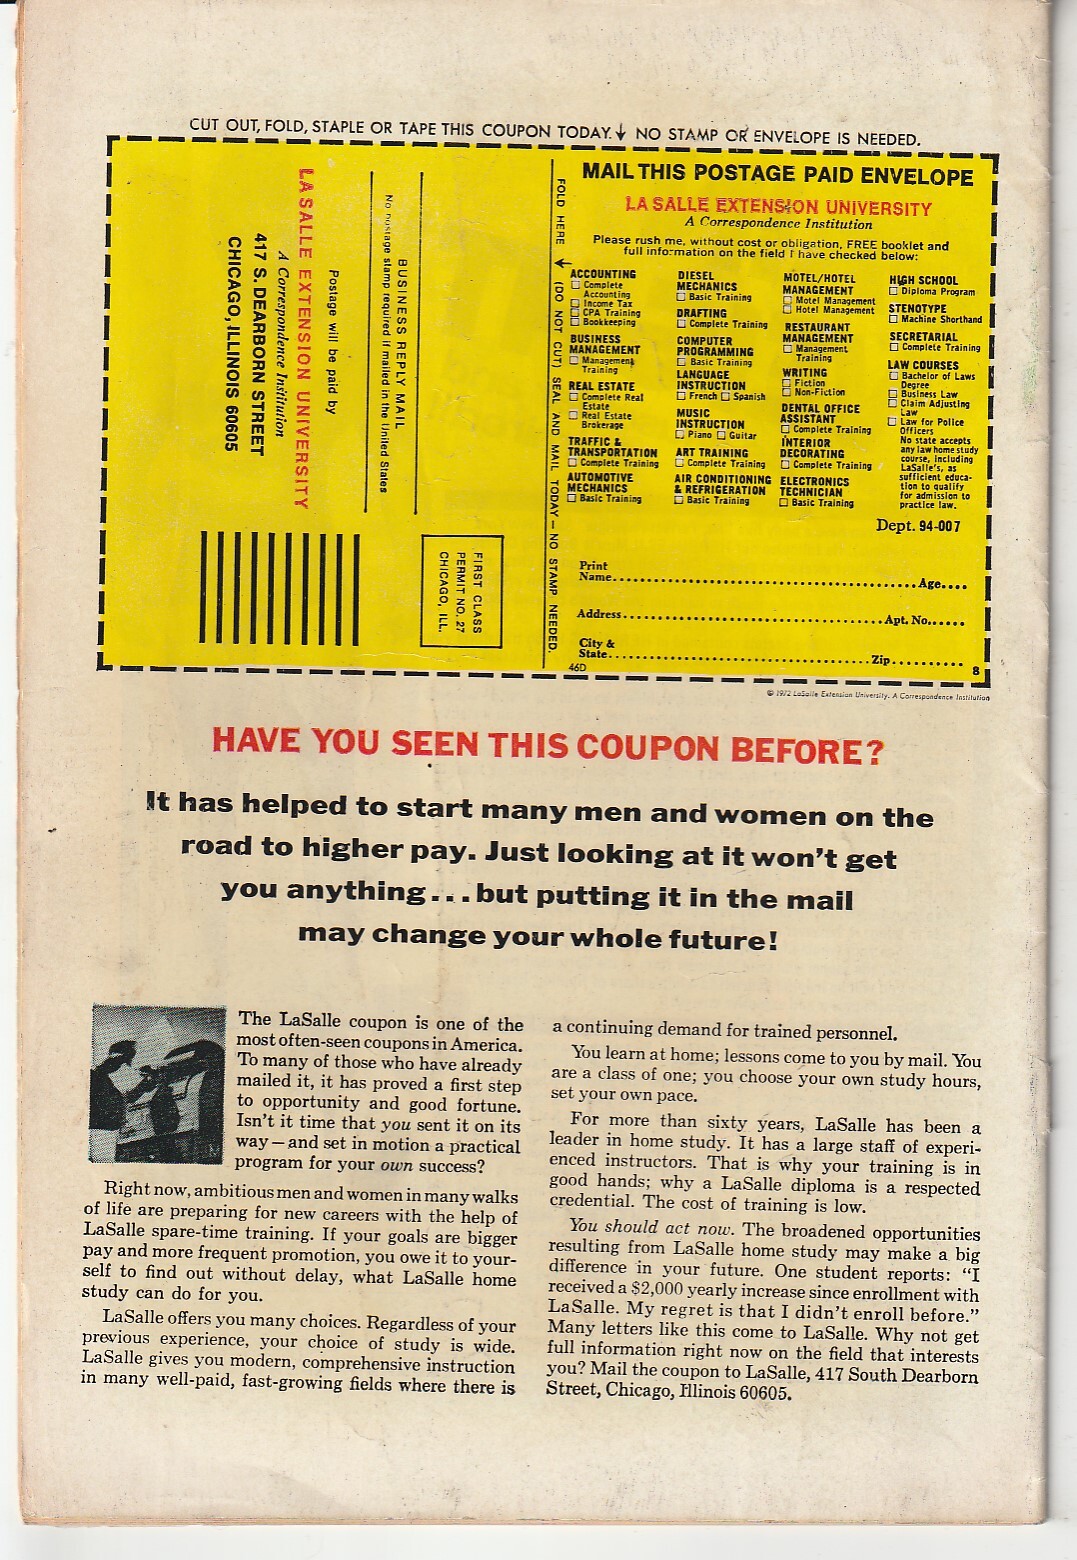 CUT OUT, FOLD, STAPLE OR TAPE THIS COUPON TODAY. NO STAMP OR ENVELOPE IS NEEDED.
LA SALLE EXTENSION UNIVERSITY
A Correspondence Institution
417 S. DEARBORN STREET
CHICAGO, ILLINOIS 60605
Postage will be paid by
BUSINESS REPLY MAIL
No postage stamp required if mailed in the United States
FIRST CLASS
PERMIT NO. 27
CHICAGO, ILL.
FOLD HERE (DO NOT CUT) SEAL AND MAIL TODAY — NO STAMP NEEDED.
MAIL THIS POSTAGE PAID ENVELOPE
LA SALLE EXTENSION UNIVERSITY
A Correspondence Institution
Please rush me, without cost or obligation, FREE booklet and
full information on the field I have checked below:
ACCOUNTING
Complete
Accounting
Income Tax
CPA Training
Bookkeeping
BUSINESS
MANAGEMENT
Management
Training
REAL ESTATE
Complete Real
Estate
Real Estate
Brokerage
TRAFFIC &
TRANSPORTATION
Complete Training
AUTOMOTIVE
MECHANICS
Basic Training
DIESEL
MECHANICS
Basic Training
DRAFTING
Complete Training
COMPUTER
PROGRAMMING
Basic Training
LANGUAGE
INSTRUCTION
French Spanish
MUSIC
INSTRUCTION
Piano Guitar
ART TRAINING
Complete Training
AIR CONDITIONING
& REFRIGERATION
Basic Training
MOTEL/HOTEL
MANAGEMENT
Motel Management
Hotel Management
RESTAURANT
MANAGEMENT
Management
Training
WRITING
Fiction
Non-Fiction
DENTAL OFFICE
ASSISTANT
Complete Training
INTERIOR
DECORATING
Complete Training
ELECTRONICS
TECHNICIAN
Basic Training
HIGH SCHOOL
Diploma Program
STENOTYPE
Machine Shorthand
SECRETARIAL
Complete Training
LAW COURSES
Bachelor of Laws
Degree
Business Law
Claim Adjusting
Law
Law for Police
Officers
No state accepts
any law home study
course, including
LaSalle's, as
sufficient educa-
tion to qualify
for admission to
practice law.
Dept. 94-007
Print
Name.......... Age....
Address.......... Apt. No......
City &
State.......... Zip..........
46D
8
© 1972 LaSalle Extension University. A Correspondence Institution
HAVE YOU SEEN THIS COUPON BEFORE?
It has helped to start many men and women on the
road to higher pay. Just looking at it won't get
you anything... but putting it in the mail
may change your whole future!
The LaSalle coupon is one of the
most often-seen coupons in America.
To many of those who have already
mailed it, it has proved a first step
to opportunity and good fortune.
Isn't it time that you sent it on its
way — and set in motion a practical
program for your own success?
Right now, ambitious men and women in many walks
of life are preparing for new careers with the help of
LaSalle spare-time training. If your goals are bigger
pay and more frequent promotion, you owe it to your-
self to find out without delay, what LaSalle home
study can do for you.
LaSalle offers you many choices. Regardless of your
previous experience, your choice of study is wide.
LaSalle gives you modern, comprehensive instruction
in many well-paid, fast-growing fields where there is
a continuing demand for trained personnel.
You learn at home; lessons come to you by mail. You
are a class of one; you choose your own study hours,
set your own pace.
For more than sixty years, LaSalle has been a
leader in home study. It has a large staff of experi-
enced instructors. That is why your training is in
good hands; why a LaSalle diploma is a respected
credential. The cost of training is low.
You should act now. The broadened opportunities
resulting from LaSalle home study may make a big
difference in your future. One student reports: "I
received a $2,000 yearly increase since enrollment with
LaSalle. My regret is that I didn't enroll before."
Many letters like this come to LaSalle. Why not get
full information right now on the field that interests
you? Mail the coupon to LaSalle, 417 South Dearborn
Street, Chicago, Illinois 60605.